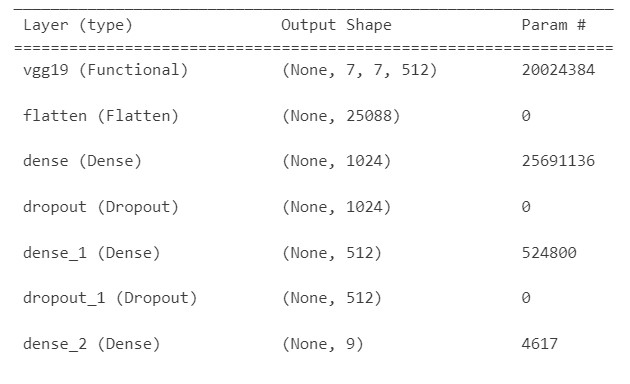 Layer (type) Output Shape Param #
=================================================================
vgg19 (Functional) (None, 7, 7, 512) 20024384
flatten (Flatten) (None, 25088) 0
dense (Dense) (None, 1024) 25691136
dropout (Dropout) (None, 1024) 0
dense_1 (Dense) (None, 512) 524800
dropout_1 (Dropout) (None, 512) 0
dense_2 (Dense) (None, 9) 4617